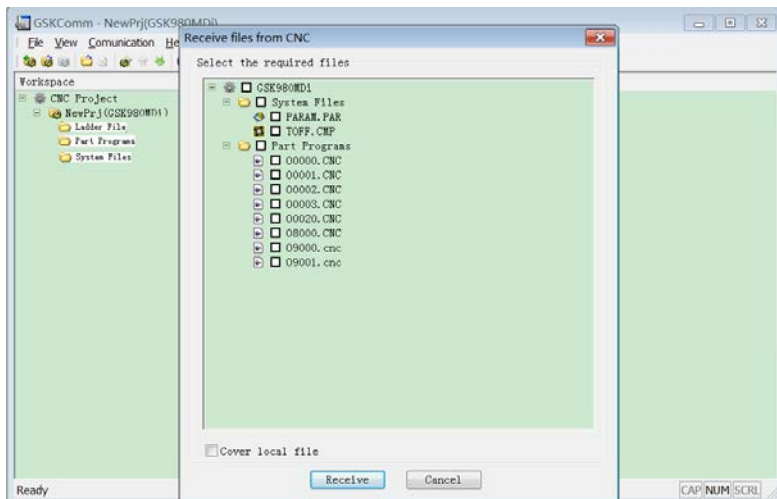 GSKComm - NewPrj(GSK980MDi)
File View Comunication He
Receive files from CNC
Select the required files
Workspace
CNC Project
NewPrj(GSK980MDi)
Ladder File
Part Programs
System Files
GSK980MDi
System Files
PARAM.PAR
TOFF.CMP
Part Programs
O0000.CNC
O0001.CNC
O0002.CNC
O0003.CNC
O0020.CNC
O8000.CNC
O9000.cnc
O9001.cnc
Cover local file
Receive Cancel
Ready
CAP NUM SCRL